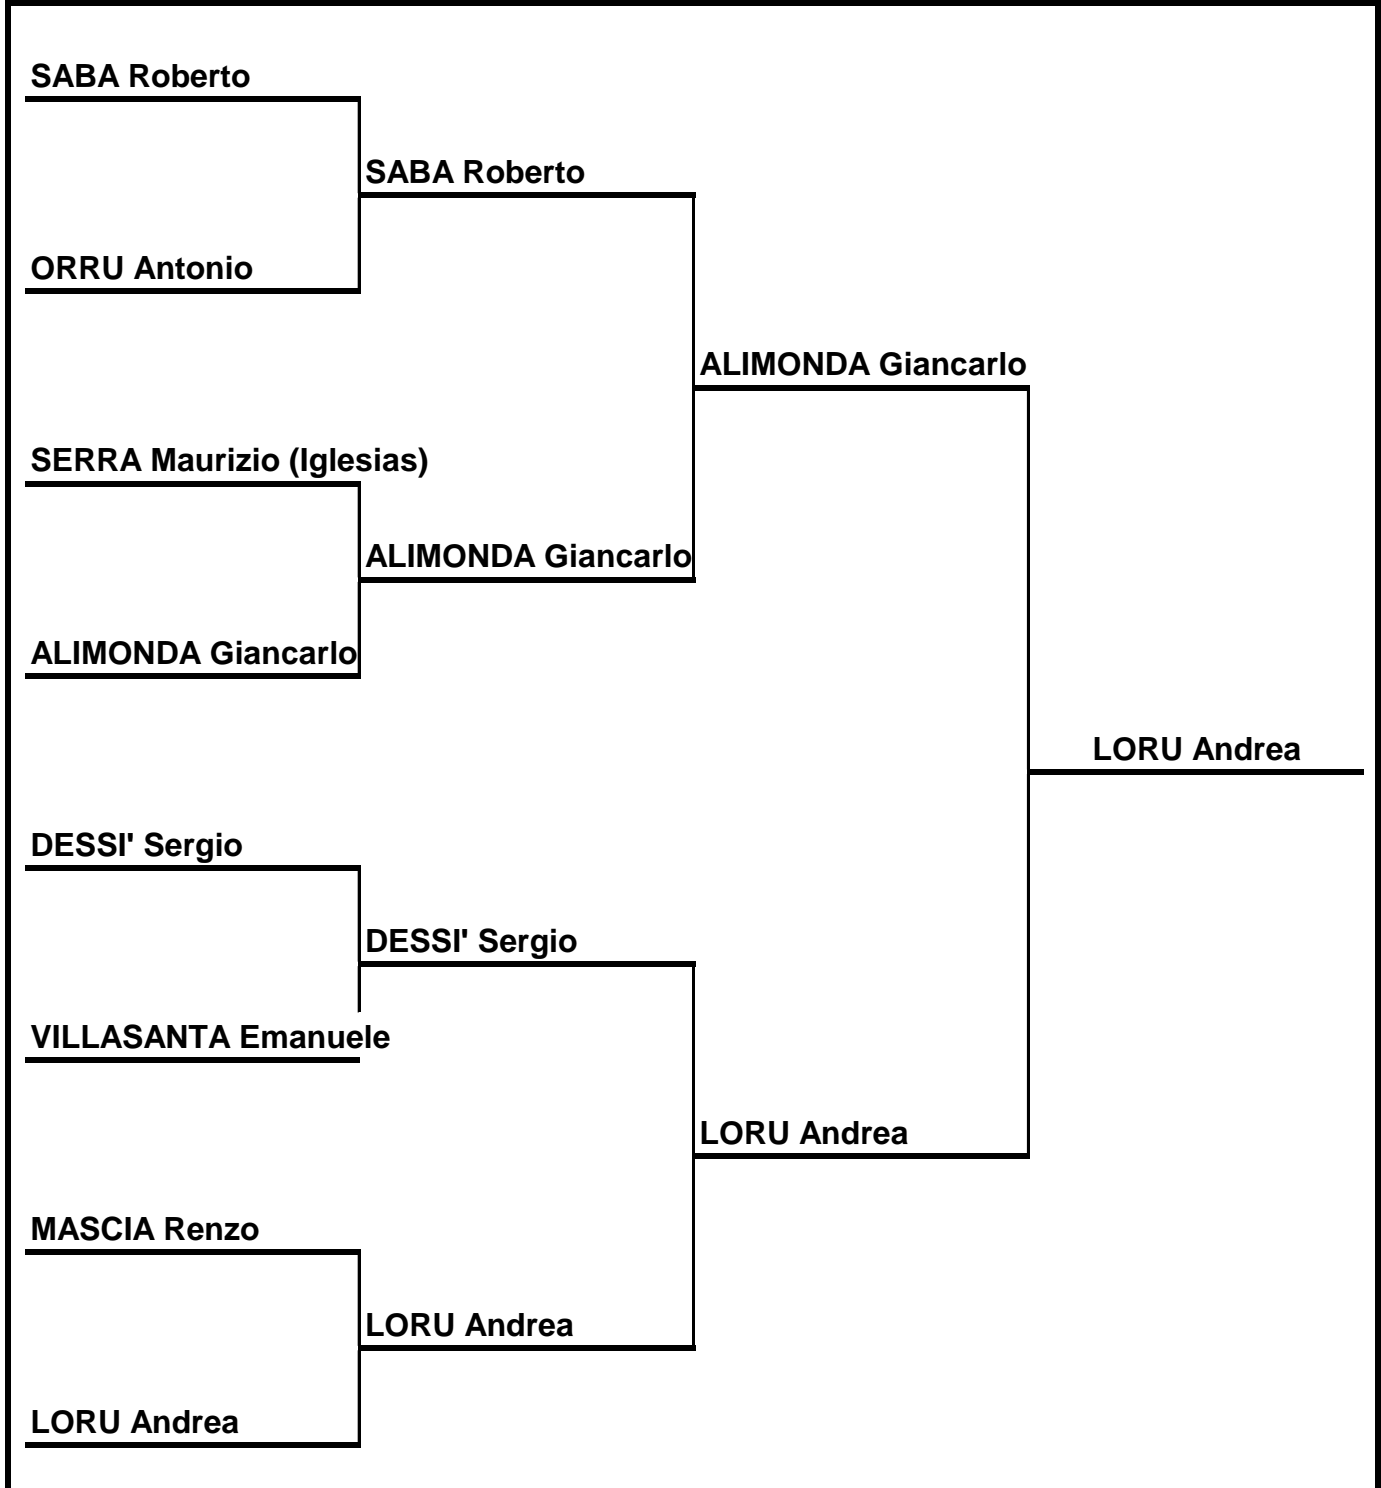 SABA Roberto
SABA Roberto
ORRU Antonio
ALIMONDA Giancarlo
SERRA Maurizio (Iglesias)
ALIMONDA Giancarlo
ALIMONDA Giancarlo
LORU Andrea
DESSI' Sergio
DESSI' Sergio
VILLASANTA Emanuele
LORU Andrea
MASCIA Renzo
LORU Andrea
LORU Andrea